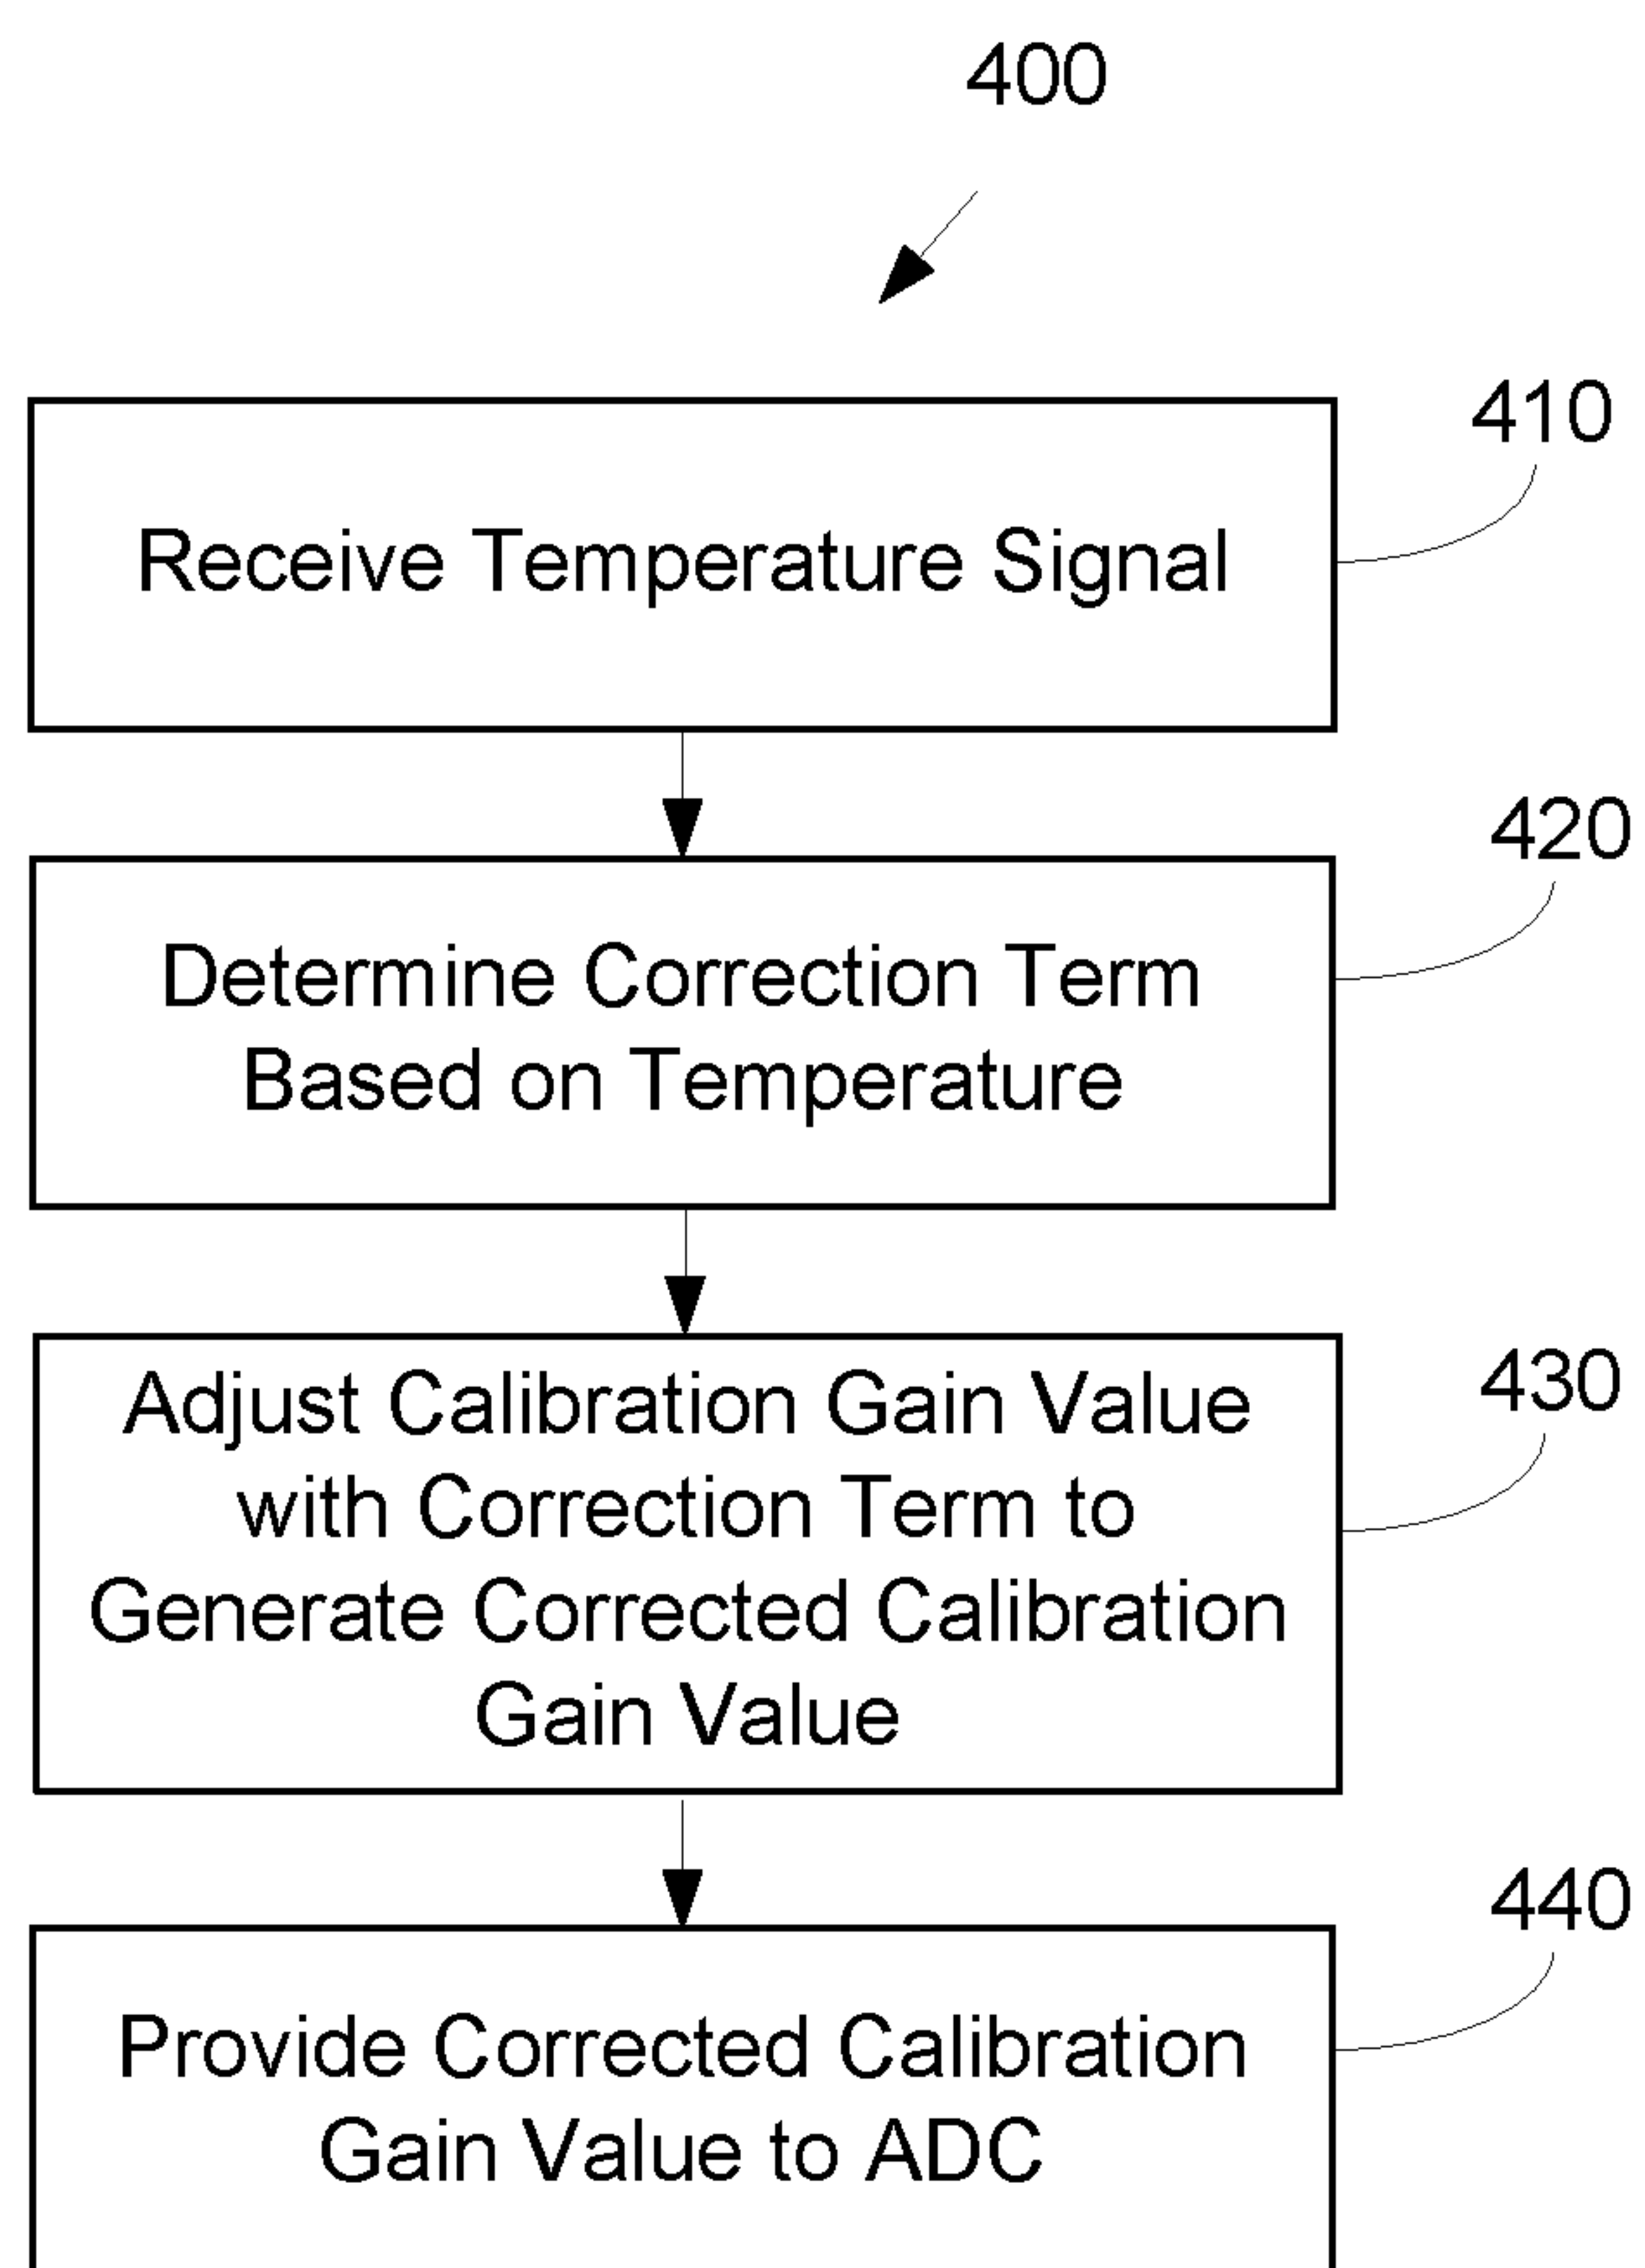 400
410
Receive Temperature Signal
420
Determine Correction Term
Based on Temperature
430
Adjust Calibration Gain Value
with Correction Term to
Generate Corrected Calibration
Gain Value
440
Provide Corrected Calibration
Gain Value to ADC